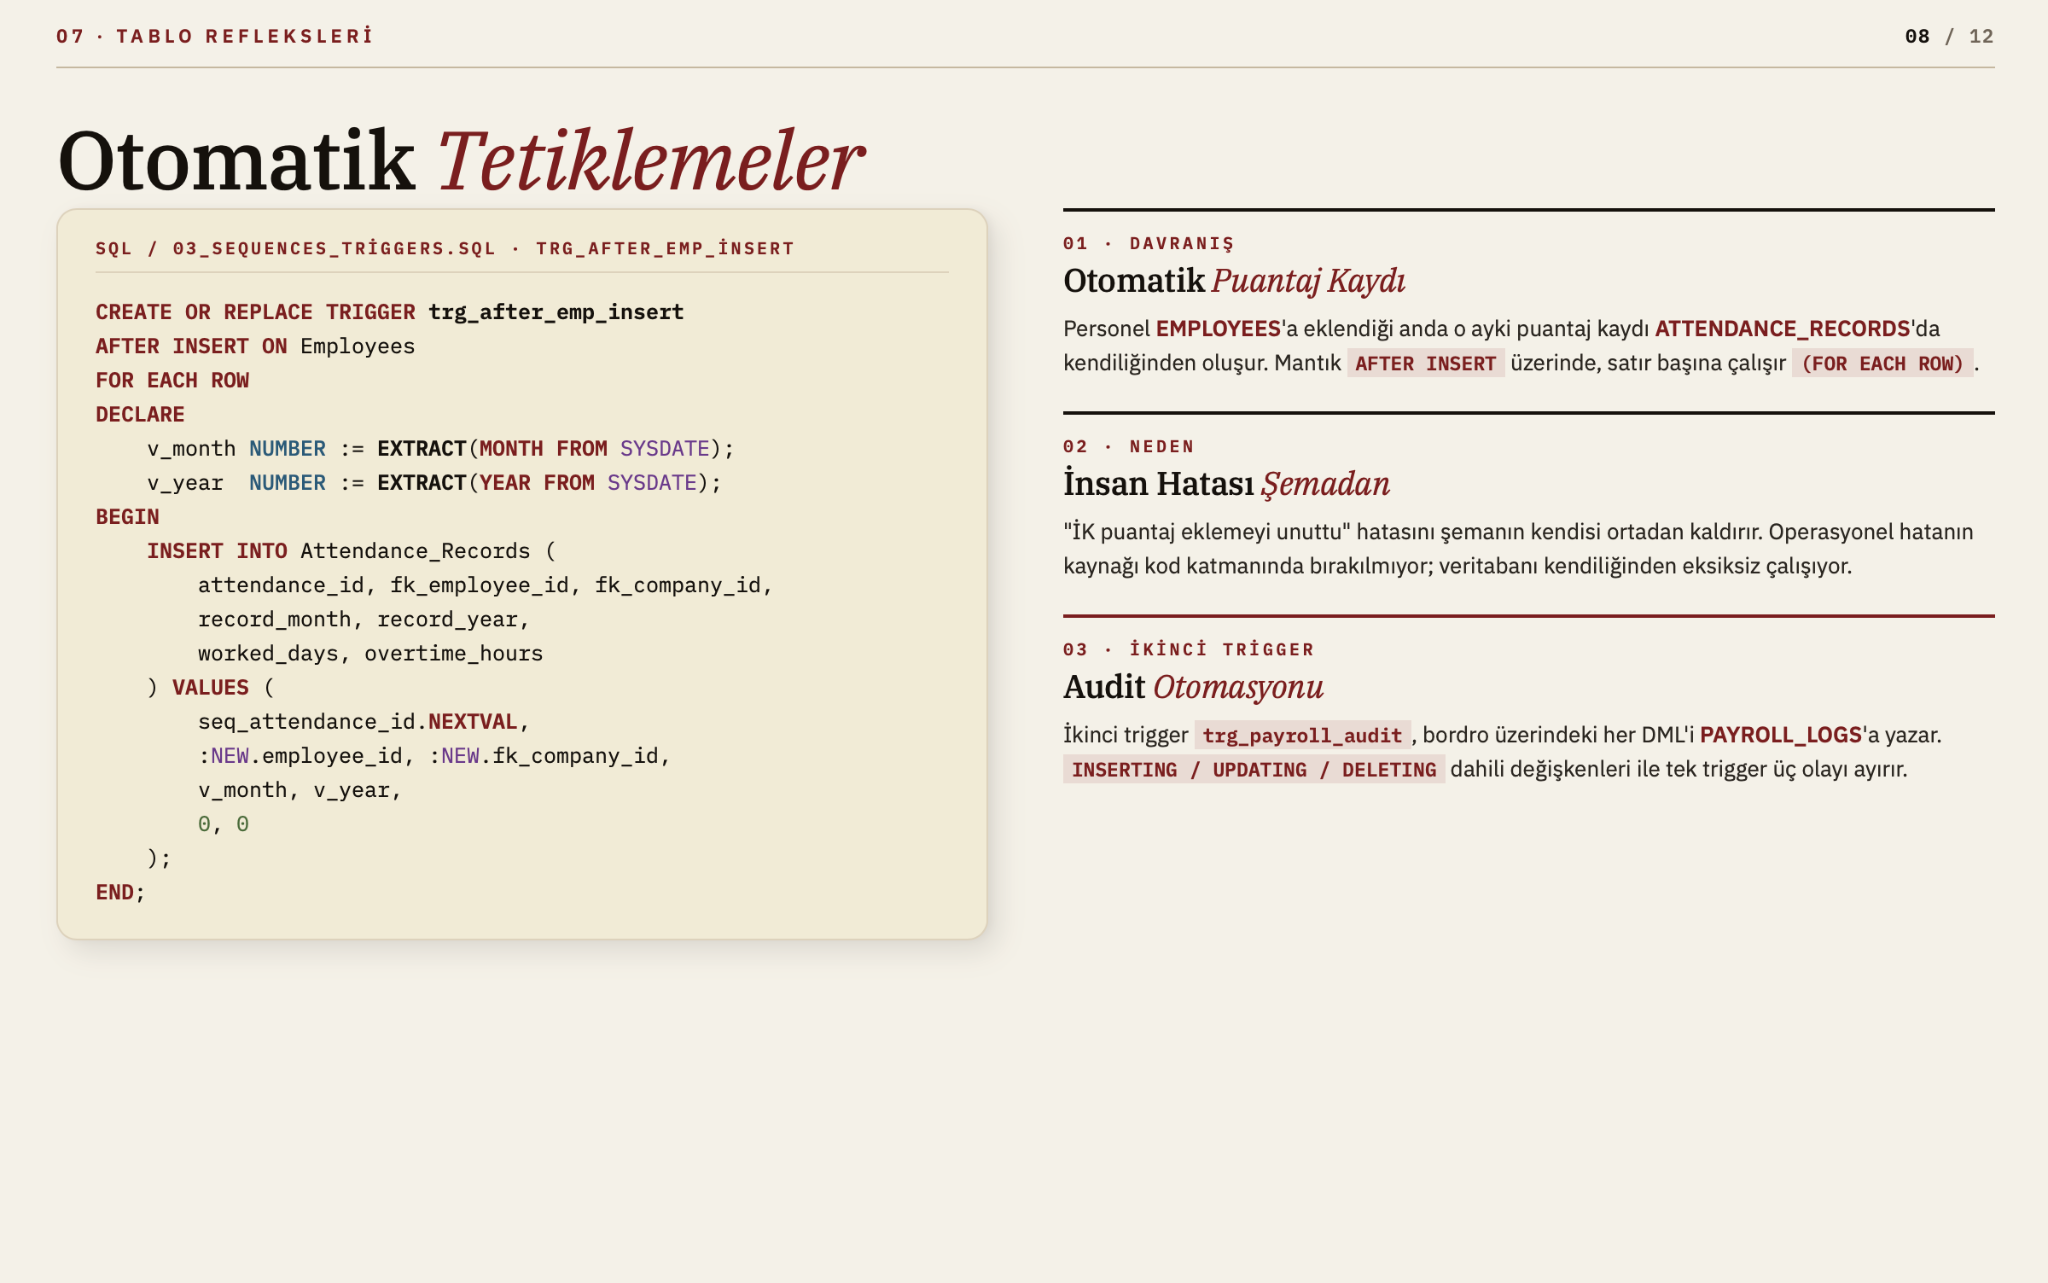 07 · TABLO REFLEKSLERİ
08 / 12
Otomatik Tetiklemeler
SQL / 03_SEQUENCES_TRİGGERS.SQL · TRG_AFTER_EMP_İNSERT
CREATE OR REPLACE TRIGGER trg_after_emp_insert
AFTER INSERT ON Employees
FOR EACH ROW
DECLARE
    v_month NUMBER := EXTRACT(MONTH FROM SYSDATE);
    v_year  NUMBER := EXTRACT(YEAR FROM SYSDATE);
BEGIN
    INSERT INTO Attendance_Records (
        attendance_id, fk_employee_id, fk_company_id,
        record_month, record_year,
        worked_days, overtime_hours
    ) VALUES (
        seq_attendance_id.NEXTVAL,
        :NEW.employee_id, :NEW.fk_company_id,
        v_month, v_year,
        0, 0
    );
END;
01 · DAVRANIŞ
Otomatik Puantaj Kaydı
Personel EMPLOYEES'a eklendiği anda o ayki puantaj kaydı ATTENDANCE_RECORDS'da
kendiliğinden oluşur. Mantık AFTER INSERT üzerinde, satır başına çalışır (FOR EACH ROW).
02 · NEDEN
İnsan Hatası Şemadan
"İK puantaj eklemeyi unuttu" hatasını şemanın kendisi ortadan kaldırır. Operasyonel hatanın
kaynağı kod katmanında bırakılmıyor; veritabanı kendiliğinden eksiksiz çalışıyor.
03 · İKİNCİ TRİGGER
Audit Otomasyonu
İkinci trigger trg_payroll_audit, bordro üzerindeki her DML'i PAYROLL_LOGS'a yazar.
INSERTING / UPDATING / DELETING dahili değişkenleri ile tek trigger üç olayı ayırır.